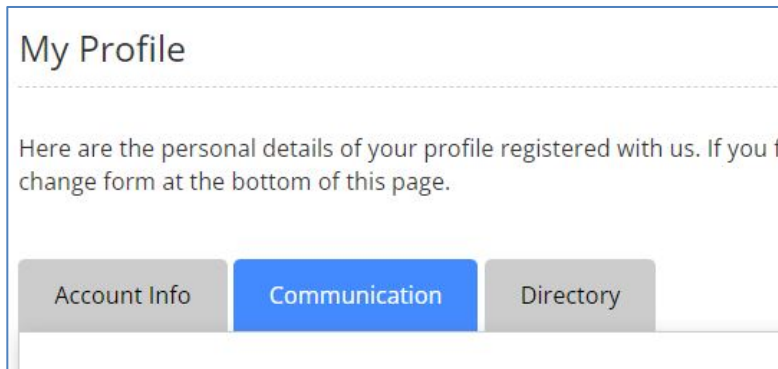 My Profile
Here are the personal details of your profile registered with us. If you
change form at the bottom of this page.
Account Info Communication Directory